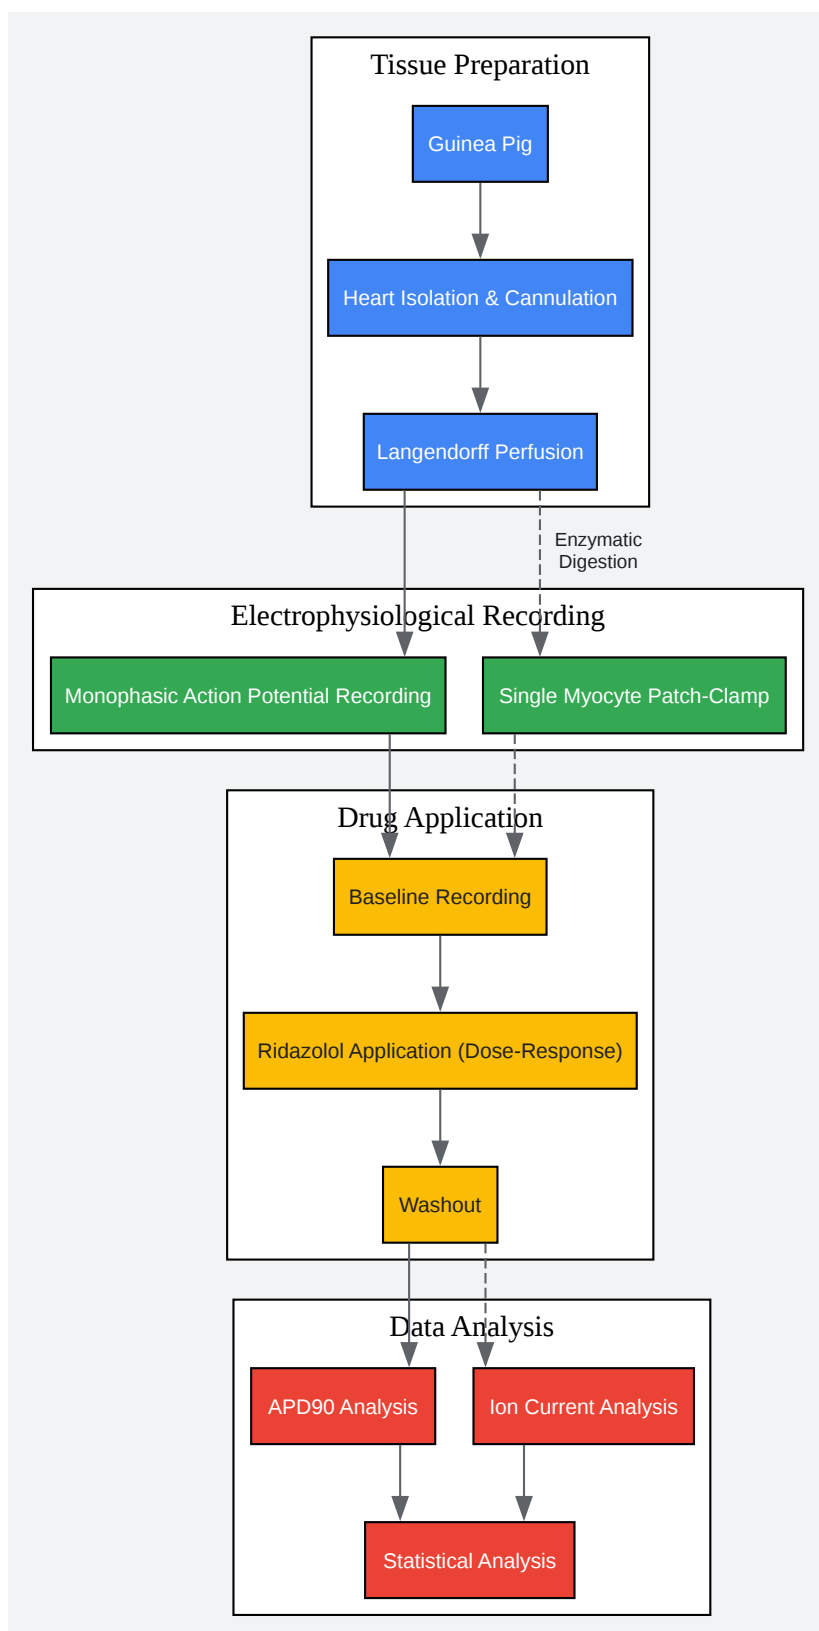 Tissue Preparation
Guinea Pig
Heart Isolation & Cannulation
Langendorff Perfusion
Enzymatic
Digestion
Electrophysiological Recording
Monophasic Action Potential Recording
Single Myocyte Patch-Clamp
Drug Application
Baseline Recording
Ridazolol Application (Dose-Response)
Washout
Data Analysis
APD90 Analysis
Ion Current Analysis
Statistical Analysis